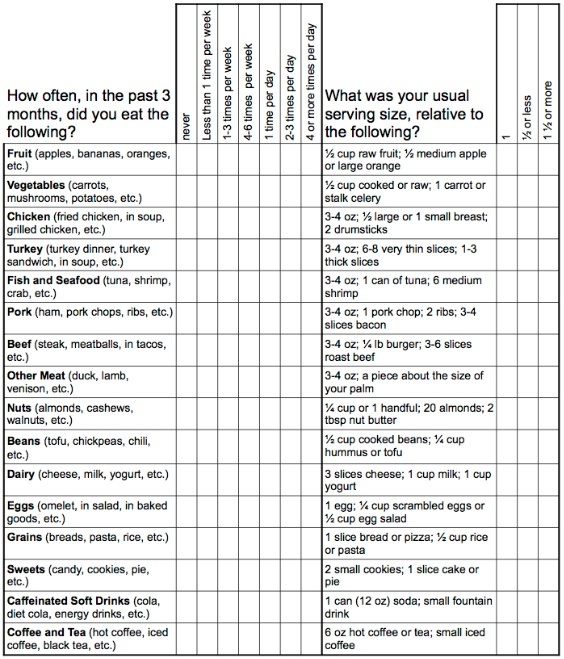 How often, in the past 3
months, did you eat the
following?
never
Less than 1 time per week
1-3 times per week
4-6 times per week
1 time per day
2-3 times per day
4 or more times per day
What was your usual
serving size, relative to
the following?
1
½ or less
1 ½ or more
Fruit (apples, bananas, oranges,
etc.)
½ cup raw fruit; ½ medium apple
or large orange
Vegetables (carrots,
mushrooms, potatoes, etc.)
½ cup cooked or raw; 1 carrot or
stalk celery
Chicken (fried chicken, in soup,
grilled chicken, etc.)
3-4 oz; ½ large or 1 small breast;
2 drumsticks
Turkey (turkey dinner, turkey
sandwich, in soup, etc.)
3-4 oz; 6-8 very thin slices; 1-3
thick slices
Fish and Seafood (tuna, shrimp,
crab, etc.)
3-4 oz; 1 can of tuna; 6 medium
shrimp
Pork (ham, pork chops, ribs, etc.)
3-4 oz; 1 pork chop; 2 ribs; 3-4
slices bacon
Beef (steak, meatballs, in tacos,
etc.)
3-4 oz; ¼ lb burger; 3-6 slices
roast beef
Other Meat (duck, lamb,
venison, etc.)
3-4 oz; a piece about the size of
your palm
Nuts (almonds, cashews,
walnuts, etc.)
¼ cup or 1 handful; 20 almonds; 2
tbsp nut butter
Beans (tofu, chickpeas, chili,
etc.)
½ cup cooked beans; ¼ cup
hummus or tofu
Dairy (cheese, milk, yogurt, etc.)
3 slices cheese; 1 cup milk; 1 cup
yogurt
Eggs (omelet, in salad, in baked
goods, etc.)
1 egg; ¼ cup scrambled eggs or
½ cup egg salad
Grains (breads, pasta, rice, etc.)
1 slice bread or pizza; ½ cup rice
or pasta
Sweets (candy, cookies, pie,
etc.)
2 small cookies; 1 slice cake or
pie
Caffeinated Soft Drinks (cola,
diet cola, energy drinks, etc.)
1 can (12 oz) soda; small fountain
drink
Coffee and Tea (hot coffee, iced
coffee, black tea, etc.)
6 oz hot coffee or tea; small iced
coffee